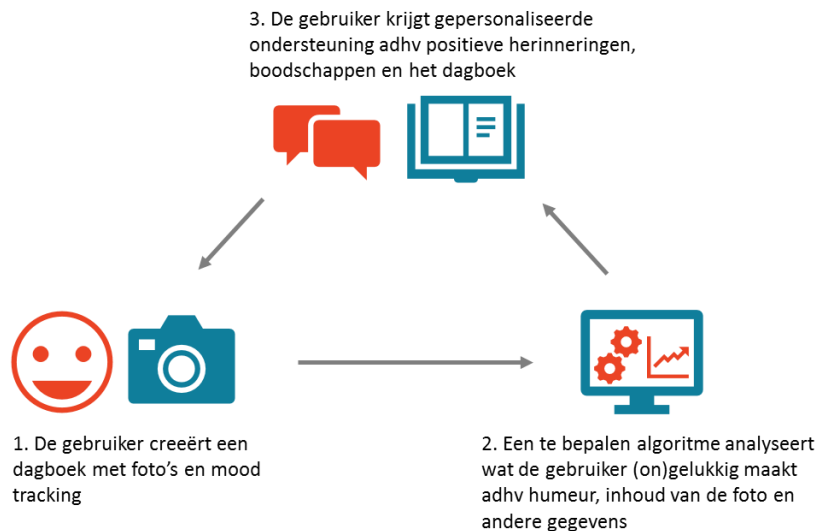 3. De gebruiker krijgt gepersonaliseerde
ondersteuning adhv positieve herinneringen,
boodschappen en het dagboek
1. De gebruiker creeërt een
dagboek met foto's en mood
tracking
2. Een te bepalen algoritme analyseert
wat de gebruiker (on)gelukkig maakt
adhv humeur, inhoud van de foto en
andere gegevens